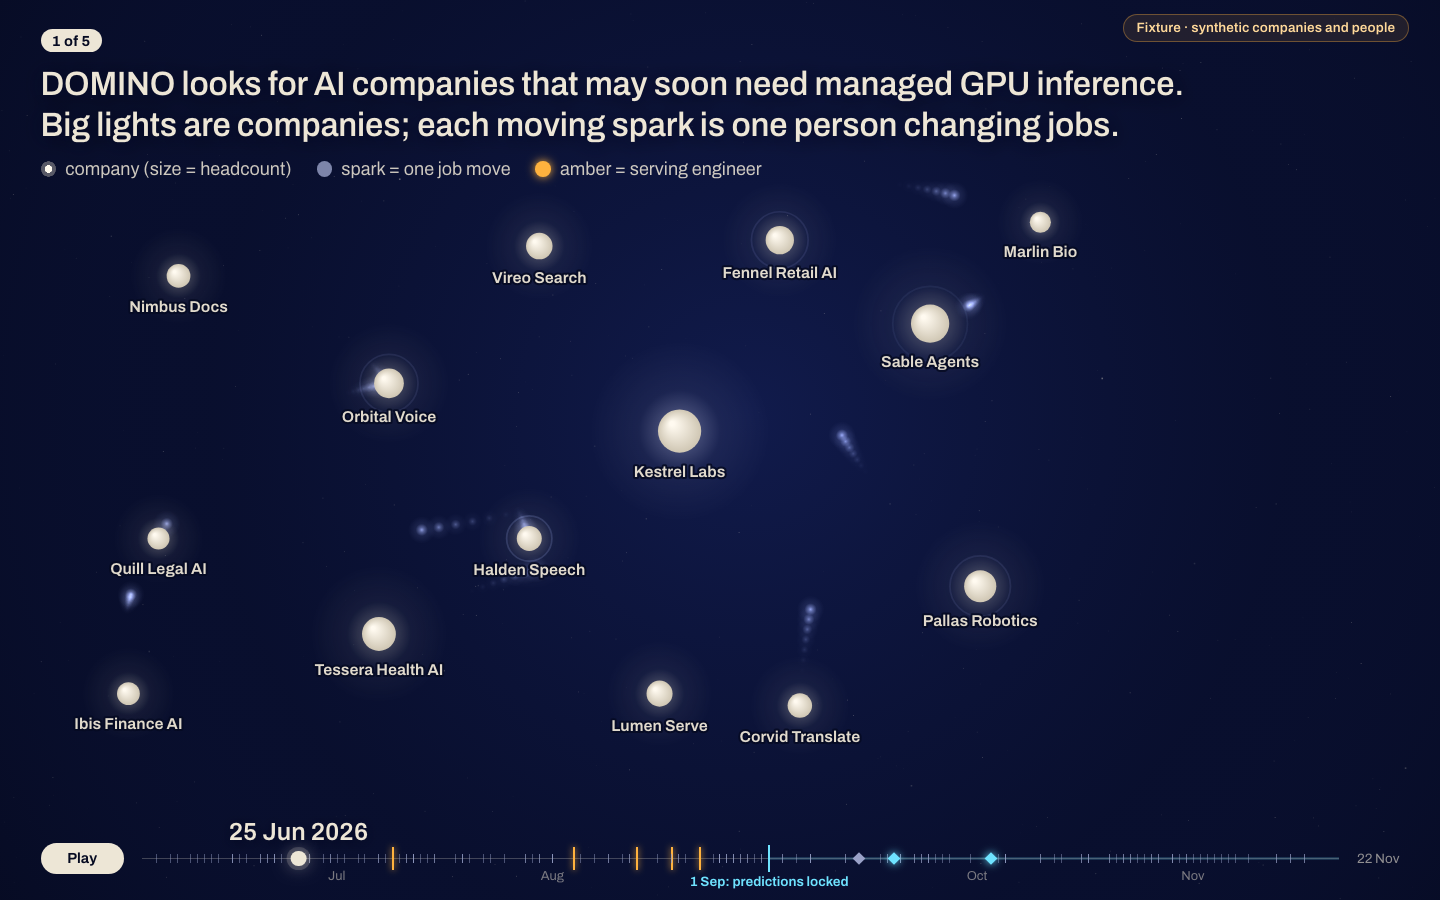 1 of 5
Fixture · synthetic companies and people
DOMINO looks for AI companies that may soon need managed GPU inference.
Big lights are companies; each moving spark is one person changing jobs.
company (size = headcount) spark = one job move amber = serving engineer
Marlin Bio
Fennel Retail AI
Vireo Search
Nimbus Docs
Sable Agents
Orbital Voice
Kestrel Labs
Quill Legal AI
Halden Speech
Pallas Robotics
Tessera Health AI
Ibis Finance AI
Lumen Serve
Corvid Translate
25 Jun 2026
Play
22 Nov
Jul Aug Oct Nov
1 Sep: predictions locked